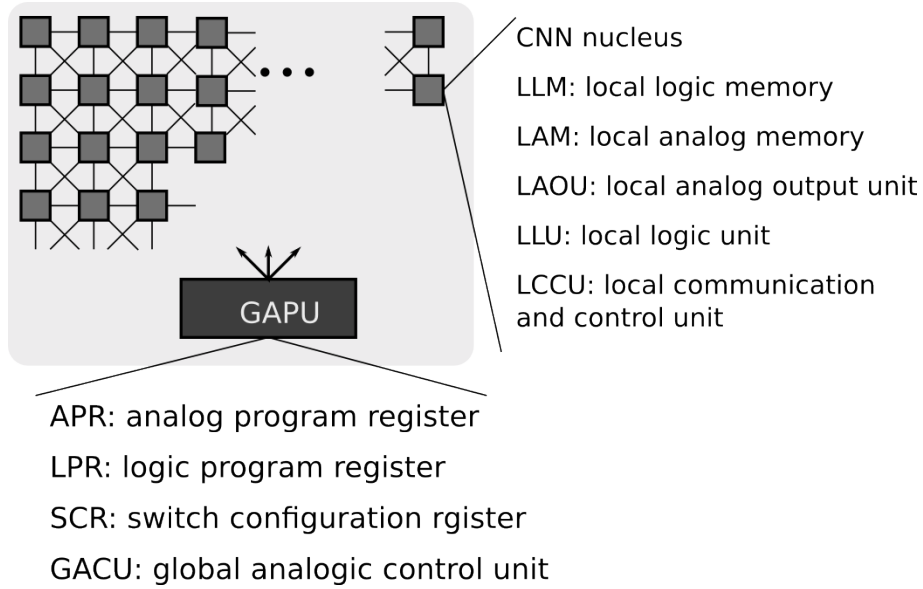 CNN nucleus
LLM: local logic memory
LAM: local analog memory
LAOU: local analog output unit
LLU: local logic unit
LCCU: local communication
and control unit
GAPU
APR: analog program register
LPR: logic program register
SCR: switch configuration rgister
GACU: global analogic control unit